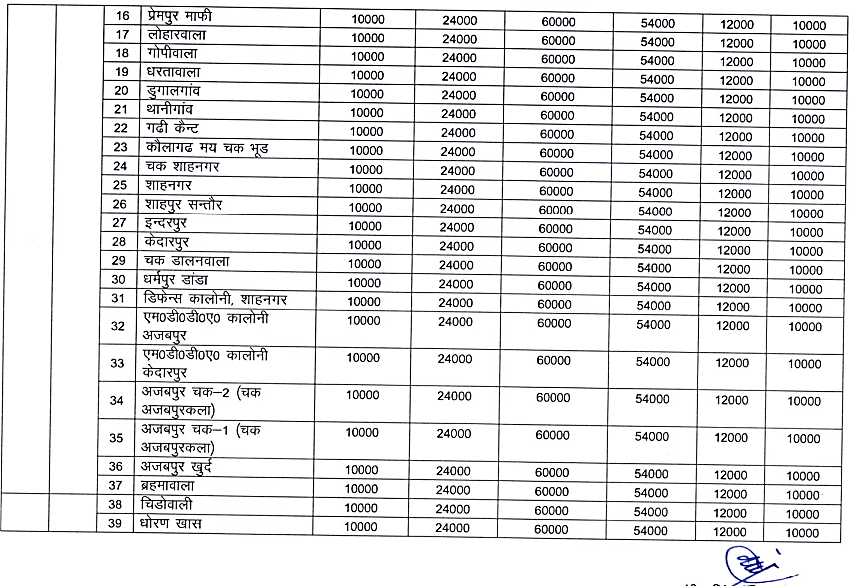 16 प्रेमपुर माफी 10000 24000 60000 54000 12000 10000
17 लोहारवाला 10000 24000 60000 54000 12000 10000
18 गोपीवाला 10000 24000 60000 54000 12000 10000
19 धरतावाला 10000 24000 60000 54000 12000 10000
20 डुगालगांव 10000 24000 60000 54000 12000 10000
21 थानीगांव 10000 24000 60000 54000 12000 10000
22 गढी कैन्ट 10000 24000 60000 54000 12000 10000
23 कौलागढ मय चक भूड 10000 24000 60000 54000 12000 10000
24 चक शाहनगर 10000 24000 60000 54000 12000 10000
25 शाहनगर 10000 24000 60000 54000 12000 10000
26 शाहपुर सन्तौर 10000 24000 60000 54000 12000 10000
27 इन्दरपुर 10000 24000 60000 54000 12000 10000
28 केदारपुर 10000 24000 60000 54000 12000 10000
29 चक डालनवाला 10000 24000 60000 54000 12000 10000
30 धर्मपुर डांडा 10000 24000 60000 54000 12000 10000
31 डिफेन्स कालोनी, शाहनगर 10000 24000 60000 54000 12000 10000
32 एम0डी0डी0ए0 कालोनी 10000 24000 60000 54000 12000 10000
अजबपुर
33 एम0डी0डी0ए0 कालोनी 10000 24000 60000 54000 12000 10000
केदारपुर
34 अजबपुर चक–2 (चक 10000 24000 60000 54000 12000 10000
अजबपुरकला)
35 अजबपुर चक–1 (चक 10000 24000 60000 54000 12000 10000
अजबपुरकला)
36 अजबपुर खुर्द 10000 24000 60000 54000 12000 10000
37 ब्रहमावाला 10000 24000 60000 54000 12000 10000
38 चिडोवाली 10000 24000 60000 54000 12000 10000
39 धोरण खास 10000 24000 60000 54000 12000 10000